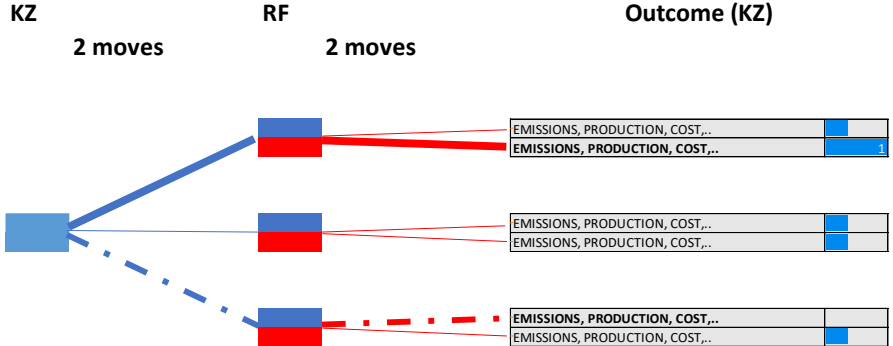 KZ RF Outcome (KZ)
2 moves 2 moves
EMISSIONS, PRODUCTION, COST,..
EMISSIONS, PRODUCTION, COST,.. 1
EMISSIONS, PRODUCTION, COST,..
EMISSIONS, PRODUCTION, COST,..
EMISSIONS, PRODUCTION, COST,..
EMISSIONS, PRODUCTION, COST,..